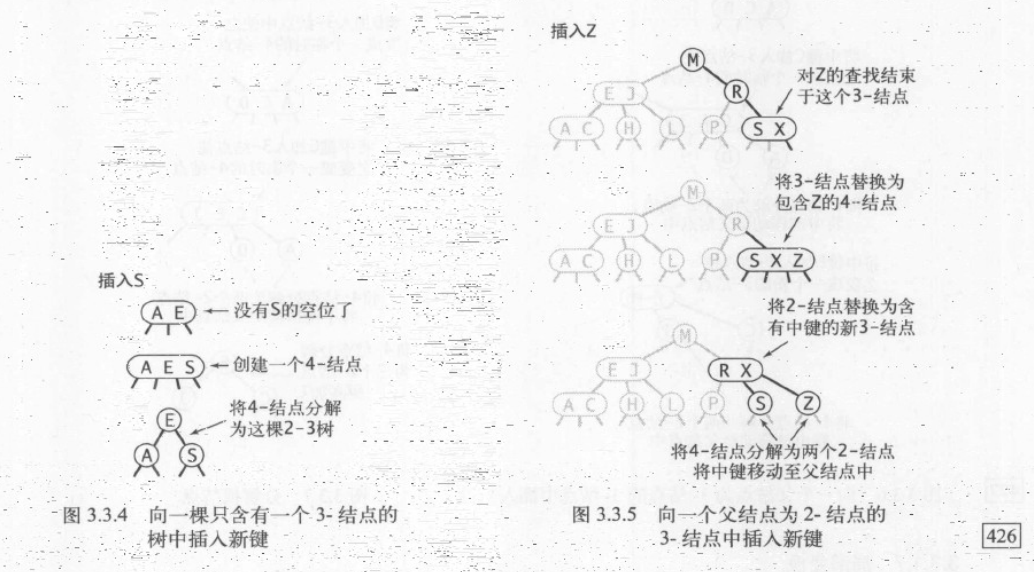 插入S
A E
没有S的空位了
A E S
创建一个4-结点
E
将4-结点分解
为这棵2-3树
A S
图 3.3.4 向一棵只含有一个 3- 结点的
树中插入新键
插入Z
M
E J R
A C H L P S X
对Z的查找结束
于这个3-结点
将3-结点替换为
包含Z的4-结点
M
E J R
A C H L P S X Z
将2-结点替换为含
有中键的新3-结点
M
E J R X
A C H L P S Z
将4-结点分解为两个2-结点
将中键移动至父结点中
图 3.3.5 向一个父结点为 2- 结点的
3- 结点中插入新键
426